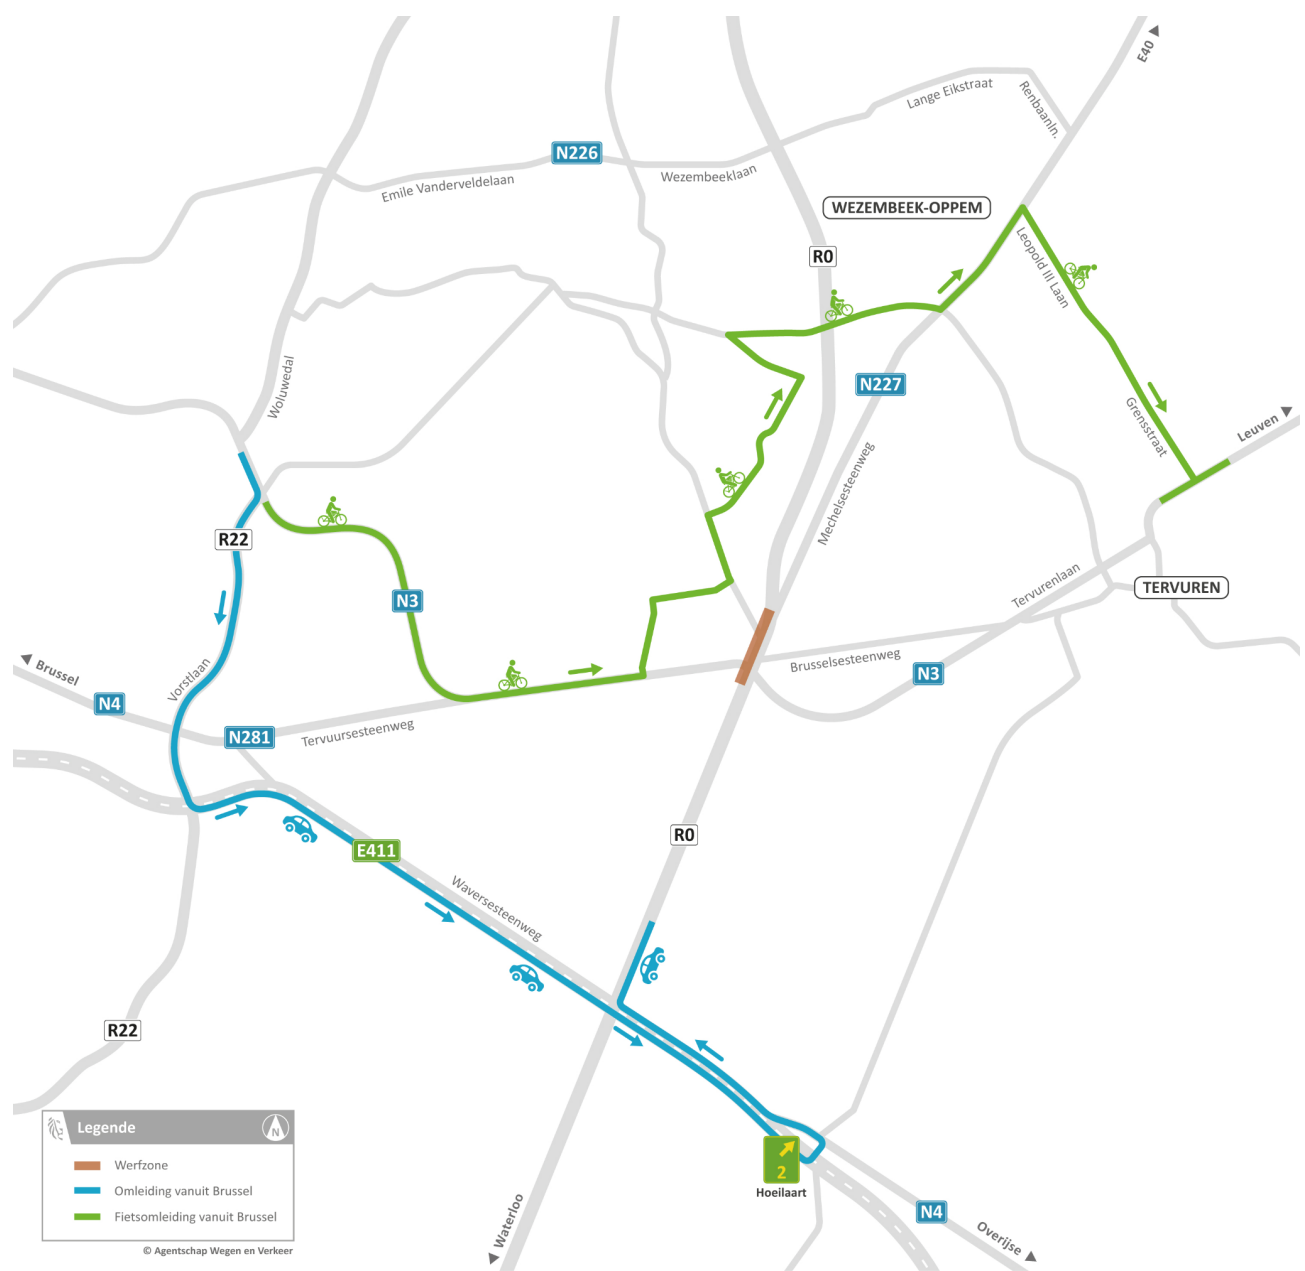 E40
Lange Eikstraat
Renbaanln.
N226
Wezembeeklaan
Emile Vanderveldelaan
WEZEMBEEK-OPPEM
R0
Leopold III Laan
Woluwedal
N227
Grensstraat
Leuven
Mechelsesteenweg
R22
N3
Tervurenlaan
TERVUREN
Brussel
Vorstlaan
Brusselsesteenweg
N3
N4
N281
Tervuursesteenweg
R0
E411
Waversesteenweg
R22
Legende
N
Werfzone
Omleiding vanuit Brussel
Fietsomleiding vanuit Brussel
© Agentschap Wegen en Verkeer
2
Hoeilaart
N4
Waterloo
Overijse